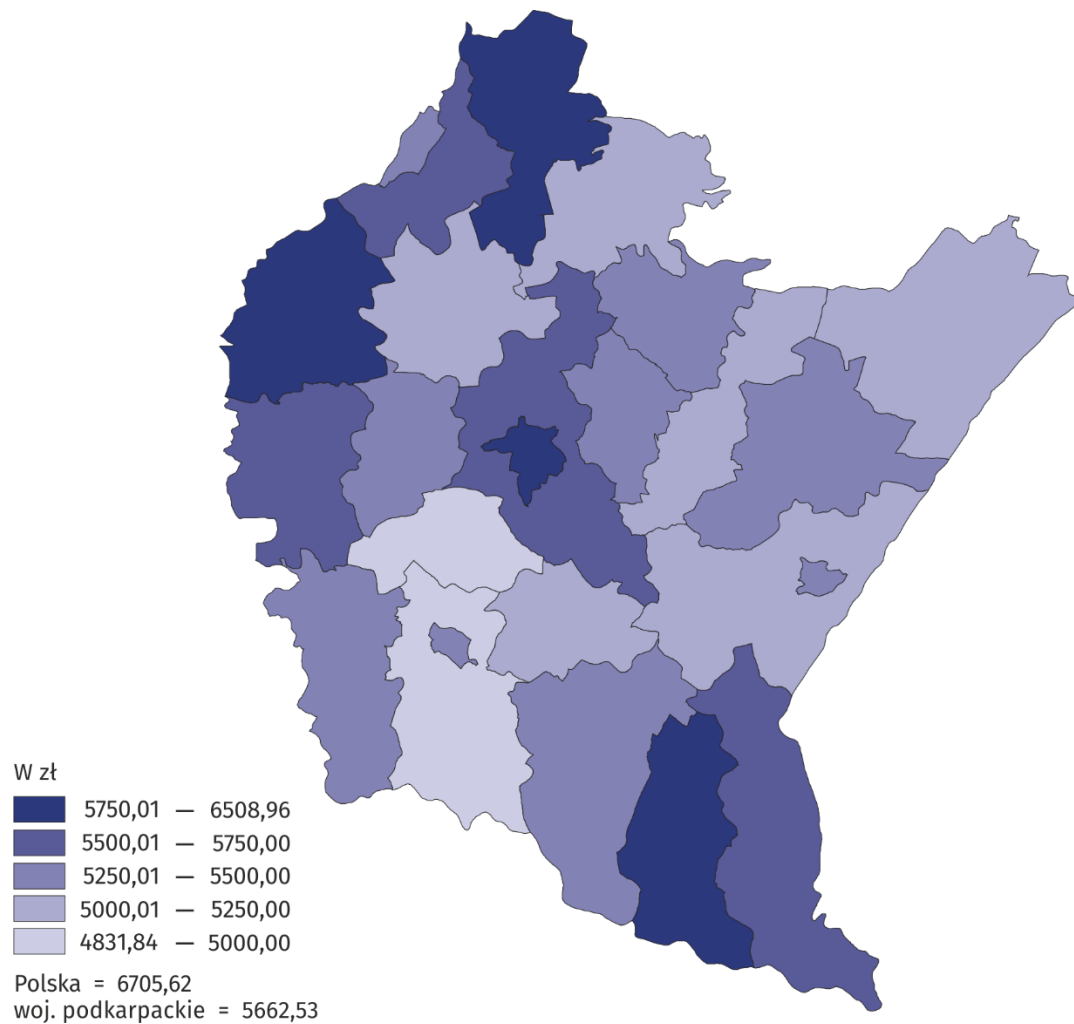 W zł
5750,01 — 6508,96
5500,01 — 5750,00
5250,01 — 5500,00
5000,01 — 5250,00
4831,84 — 5000,00
Polska = 6705,62
woj. podkarpackie = 5662,53